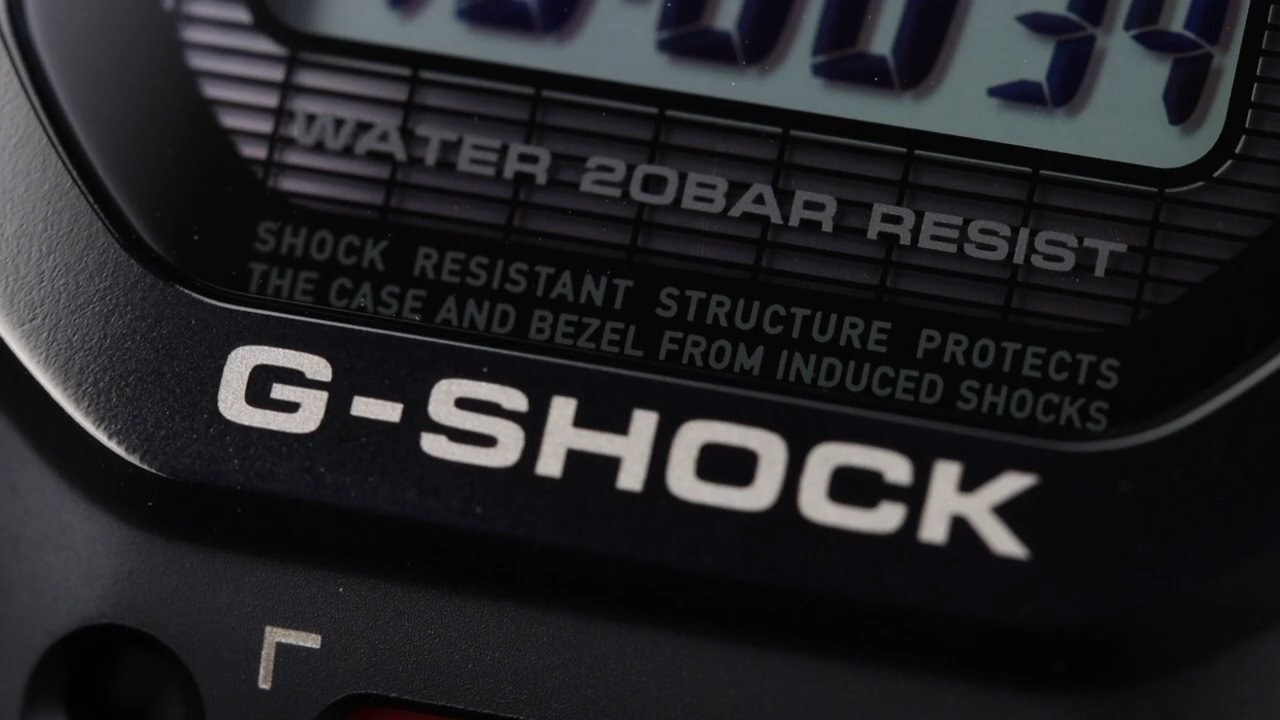 WATER 20BAR RESIST
SHOCK RESISTANT STRUCTURE PROTECTS
THE CASE AND BEZEL FROM INDUCED SHOCKS.
G-SHOCK